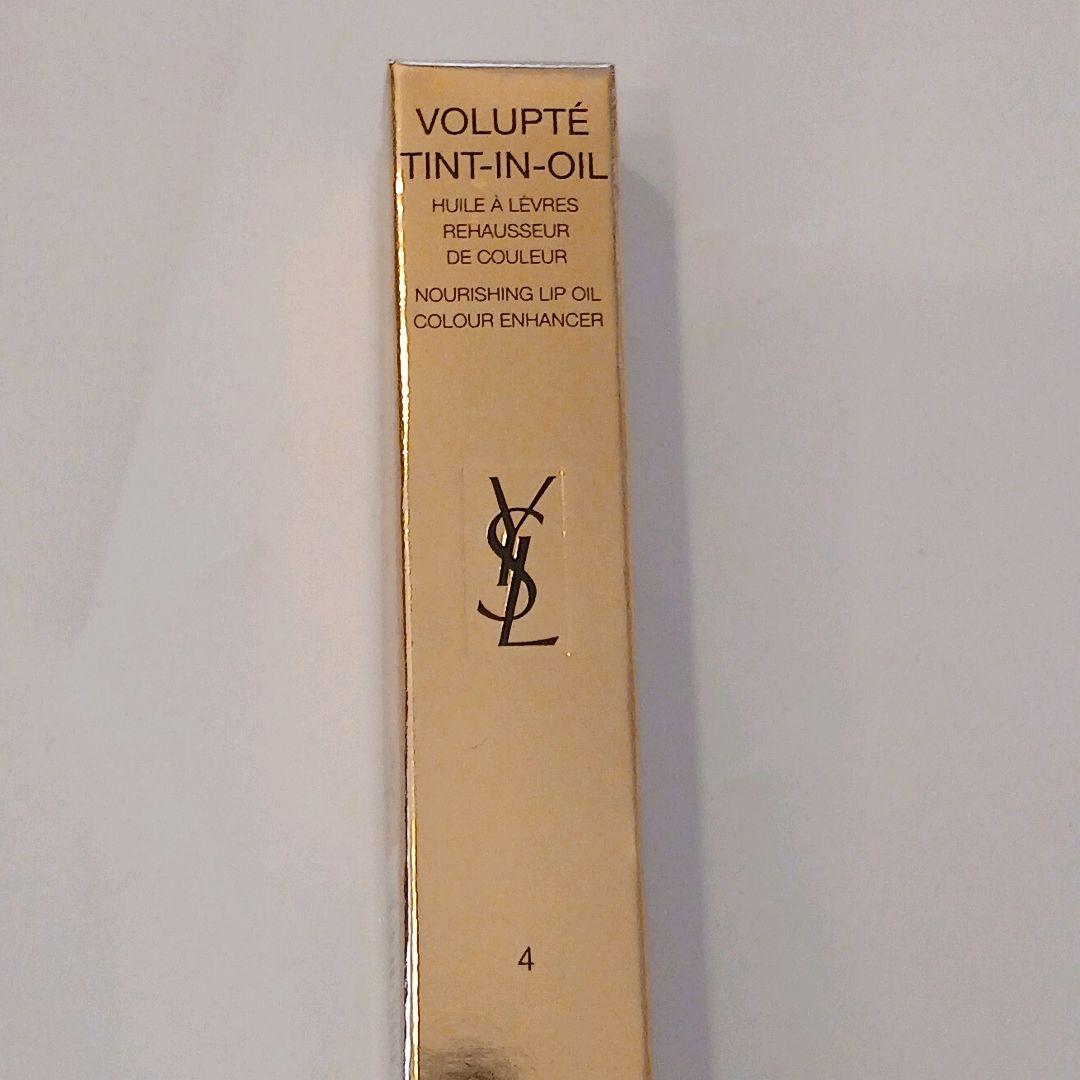 VOLUPTÉ
TINT-IN-OIL
HUILE À LÈVRES
REHAUSSEUR
DE COULEUR
NOURISHING LIP OIL
COLOUR ENHANCER
YSL
4